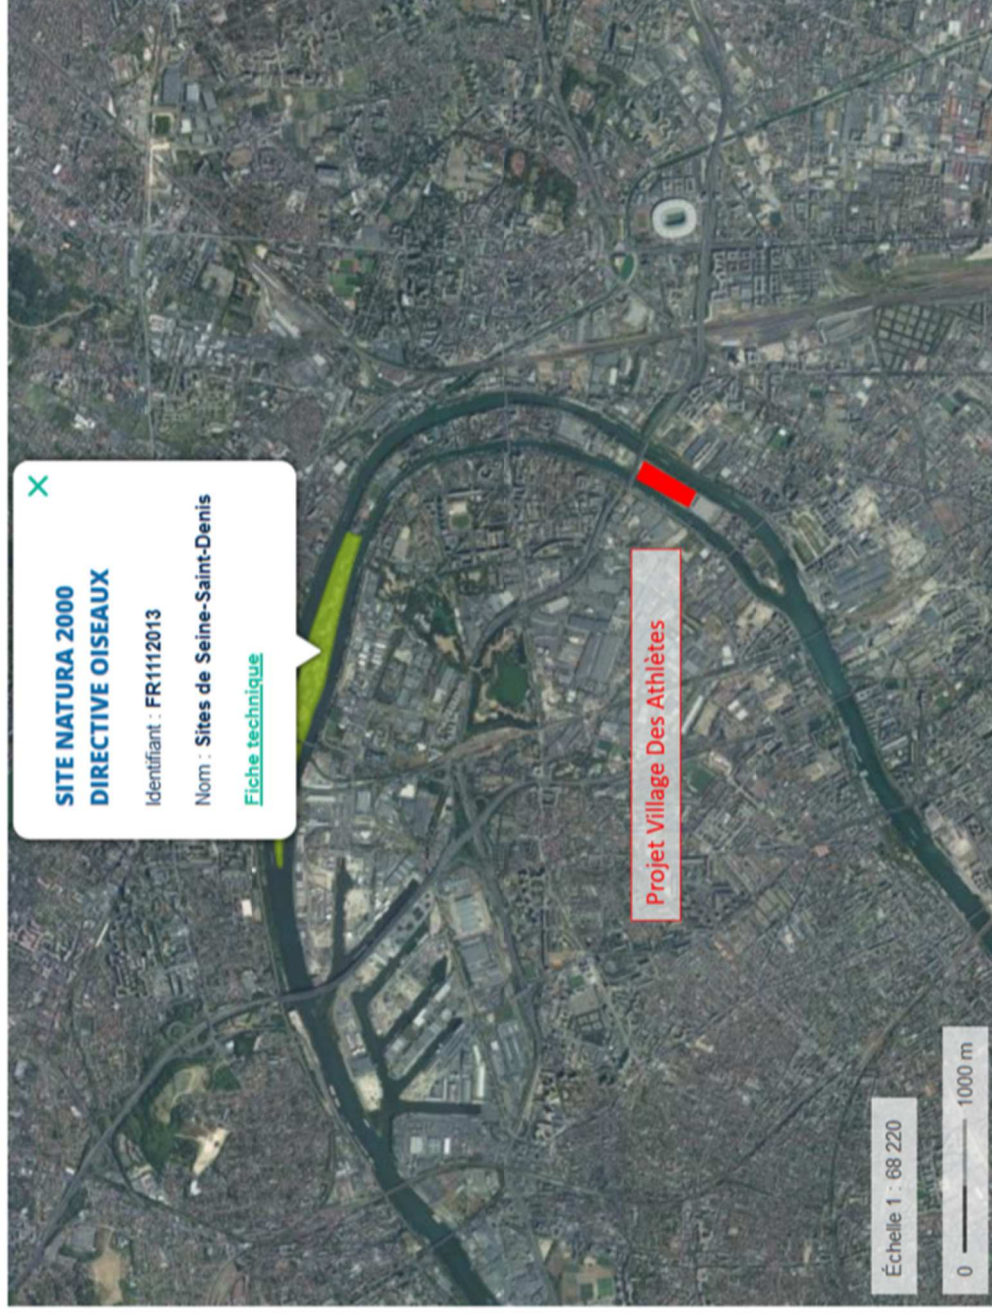 SITE NATURA 2000
DIRECTIVE OISEAUX
Identifiant : FR1112013
Nom : Sites de Seine-Saint-Denis
Fiche technique
Projet Village Des Athlètes
Échelle 1 : 68 220
0 1000 m